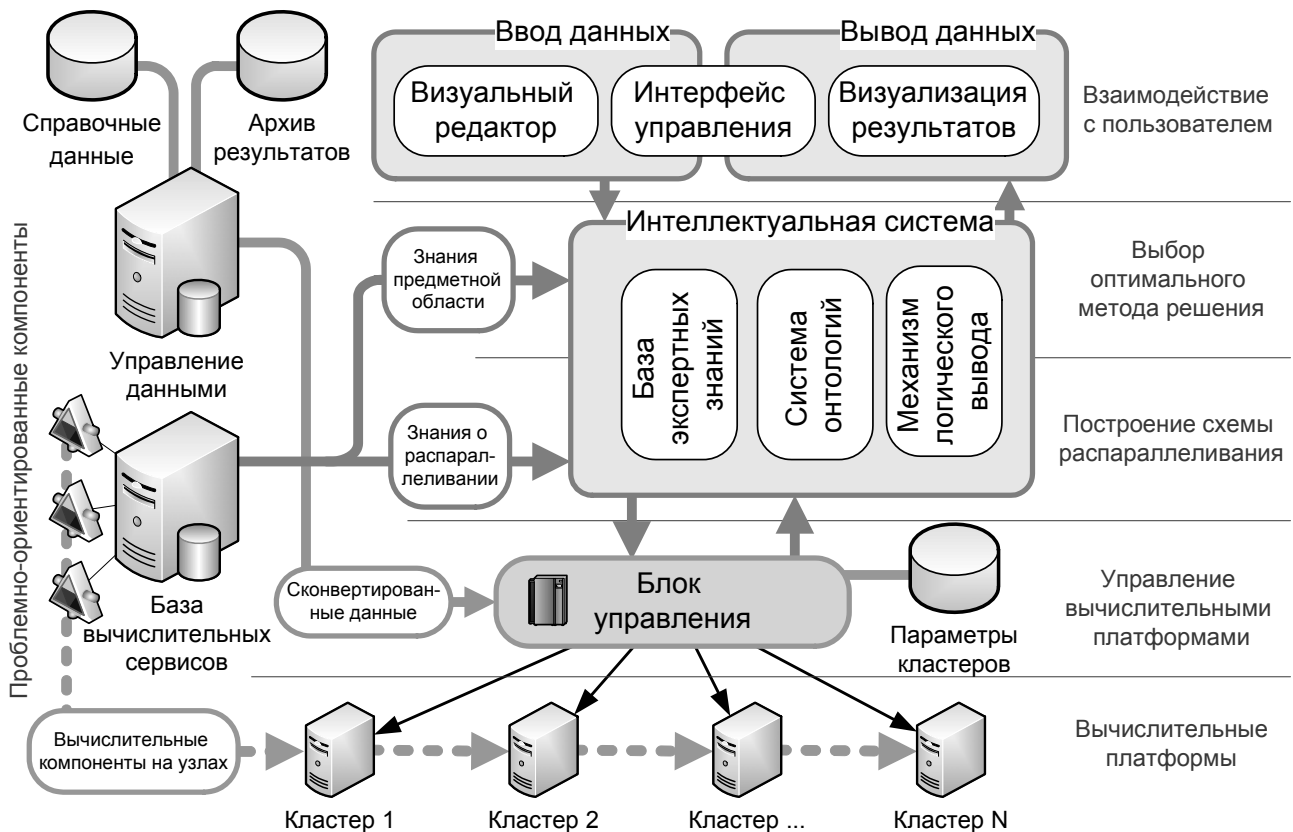 Ввод данных
Вывод данных
Визуальный
редактор
Интерфейс
управления
Визуализация
результатов
Взаимодействие
с пользователем
Справочные
данные
Архив
результатов
Интеллектуальная система
Знания
предметной
области
Выбор
оптимального
метода решения
База
экспертных
знаний
Система
онтологий
Механизм
логического
вывода
Управление
данными
Проблемно-ориентированные компоненты
Знания о
распарал-
леливании
Построение схемы
распараллеливания
База
вычислительных
сервисов
Сконвертирован-
ные данные
Блок
управления
Параметры
кластеров
Управление
вычислительными
платформами
Вычислительные
компоненты на узлах
Вычислительные
платформы
Кластер 1
Кластер 2
Кластер ...
Кластер N